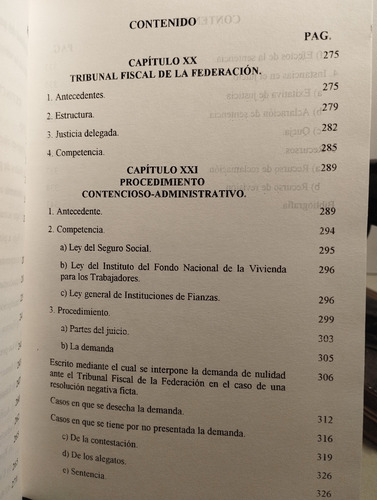 CONTENIDO
PAG.
CAPÍTULO XX 275
TRIBUNAL FISCAL DE LA FEDERACIÓN.
1. Antecedentes. 275
2. Estructura. 279
3. Justicia delegada. 282
4. Competencia. 285
CAPÍTULO XXI 289
PROCEDIMIENTO
CONTENCIOSO-ADMINISTRATIVO.
1. Antecedente. 289
2. Competencia. 294
a) Ley del Seguro Social. 295
b) Ley del Instituto del Fondo Nacional de la Vivienda 296
para los Trabajadores.
c) Ley general de Instituciones de Fianzas. 296
3. Procedimiento 299
a) Partes del juicio. 303
b) La demanda 305
Escrito mediante el cual se interpone la demanda de nulidad
ante el Tribunal Fiscal de la Federación en el caso de una 306
resolución negativa ficta.
Casos en que se desecha la demanda. 312
Casos en que se tiene por no presentada la demanda. 316
c) De la contestación. 319
d) De los alegatos. 326
e) Sentencia. 326